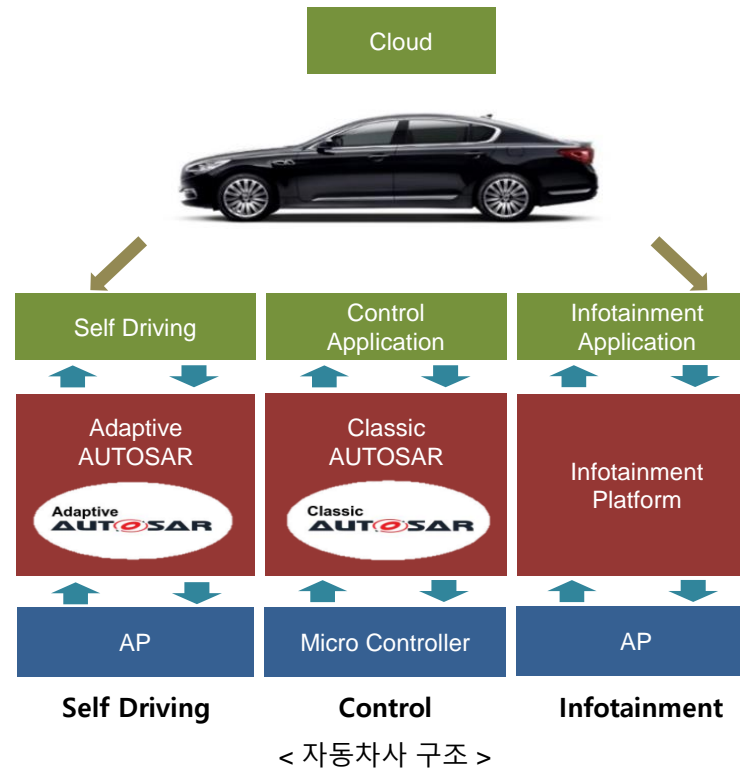 Cloud
Self Driving
Control
Application
Infotainment
Application
Adaptive
AUTOSAR
Adaptive
AUTOSAR
Classic
AUTOSAR
Classic
AUTOSAR
Infotainment
Platform
AP
Micro Controller
AP
Self Driving
Control
Infotainment
< 자동차사 구조 >